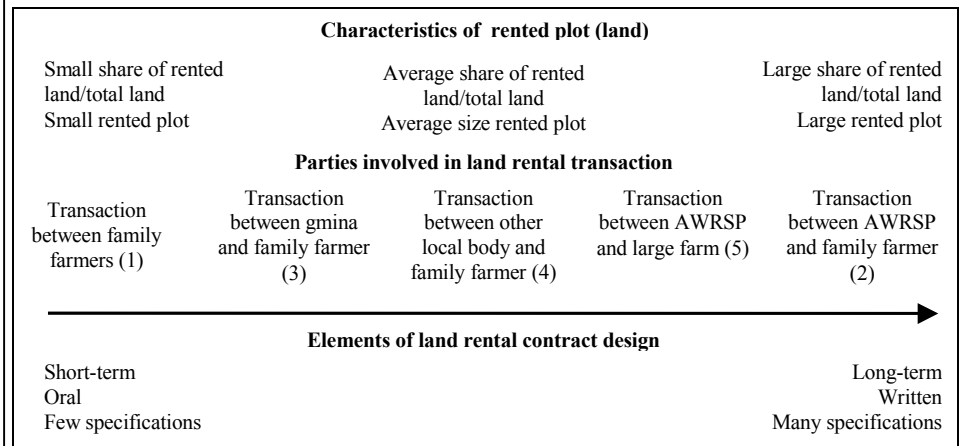 Characteristics of rented plot (land)
Small share of rented
land/total land
Small rented plot
Average share of rented
land/total land
Average size rented plot
Large share of rented
land/total land
Large rented plot
Parties involved in land rental transaction
Transaction
between family
farmers (1)
Transaction
between gmina
and family farmer
(3)
Transaction
between other
local body and
family farmer (4)
Transaction
between AWRSP
and large farm (5)
Transaction
between AWRSP
and family farmer
(2)
Elements of land rental contract design
Short-term
Oral
Few specifications
Long-term
Written
Many specifications